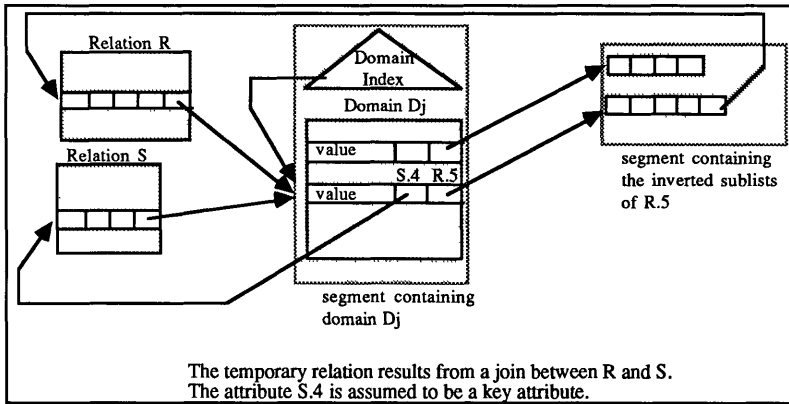 Relation R
Relation S
Domain
Index
Domain Dj
value
S.4 R.5
value
segment containing
domain Dj
segment containing
the inverted sublists
of R.5
The temporary relation results from a join between R and S.
The attribute S.4 is assumed to be a key attribute.